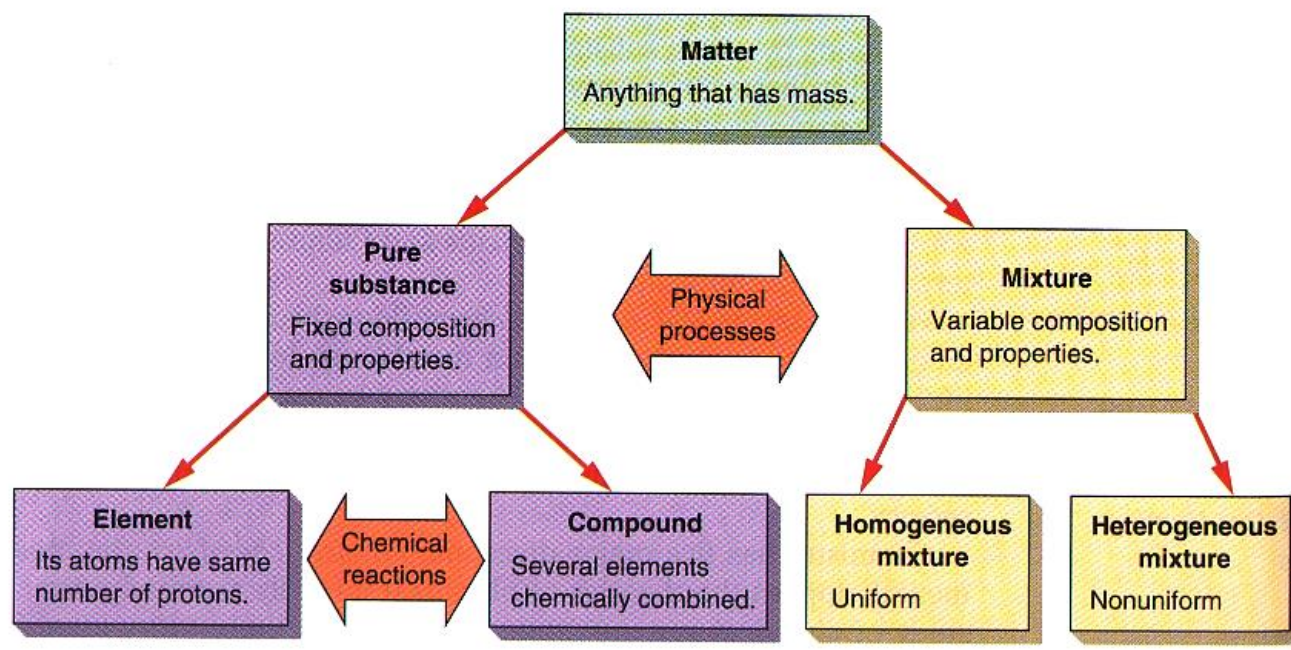 Matter
Anything that has mass.
Pure
substance
Fixed composition
and properties.
Physical
processes
Mixture
Variable composition
and properties.
Element
Its atoms have same
number of protons.
Chemical
reactions
Compound
Several elements
chemically combined.
Homogeneous
mixture
Uniform
Heterogeneous
mixture
Nonuniform